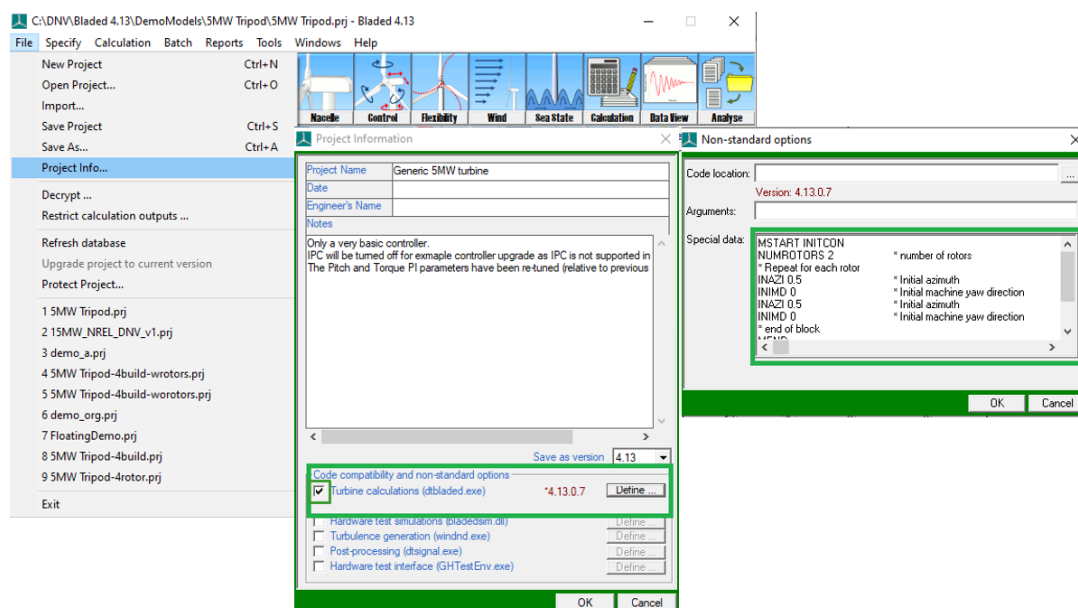 C:\DNV\Bladed 4.13\DemoModels\5MW Tripod\5MW Tripod.prj - Bladed 4.13
File Specify Calculation Batch Reports Tools Windows Help
New Project Ctrl+N
Open Project... Ctrl+O
Import...
Save Project Ctrl+S
Save As... Ctrl+A
Project Info...
Decrypt ...
Restrict calculation outputs ...
Refresh database
Upgrade project to current version
Protect Project...
1 5MW Tripod.prj
2 15MW_NREL_DNV_v1.prj
3 demo_a.prj
4 5MW Tripod-4build-wrotors.prj
5 5MW Tripod-4build-worotors.prj
6 demo_org.prj
7 FloatingDemo.prj
8 5MW Tripod-4build.prj
9 5MW Tripod-4rotor.prj
Exit
Nacelle Control Flexibility Wind Sea State Calculation Data View Analyse
Project Information
Project Name Generic 5MW turbine
Date
Engineer's Name
Notes
Only a very basic controller.
IPC will be turned off for exmaple controller upgrade as IPC is not supported in
The Pitch and Torque PI parameters have been re-tuned (relative to previous
Save as version 4.13
Code compatibility and non-standard options
Turbine calculations (dtbladed.exe) *4.13.0.7 Define ...
Hardware test simulations (bladedsim.dll) Define ...
Turbulence generation (windnd.exe) Define ...
Post-processing (dtsignal.exe) Define ...
Hardware test interface (GHTestEnv.exe) Define ...
OK Cancel
Non-standard options
Code location: ...
Version: 4.13.0.7
Arguments:
Special data:
MSTART INITCON
NUMROTORS 2 * number of rotors
* Repeat for each rotor
INAZI 0.5 * Initial azimuth
INIMD 0 * Initial machine yaw direction
INAZI 0.5 * Initial azimuth
INIMD 0 * Initial machine yaw direction
* end of block
MEND
OK Cancel